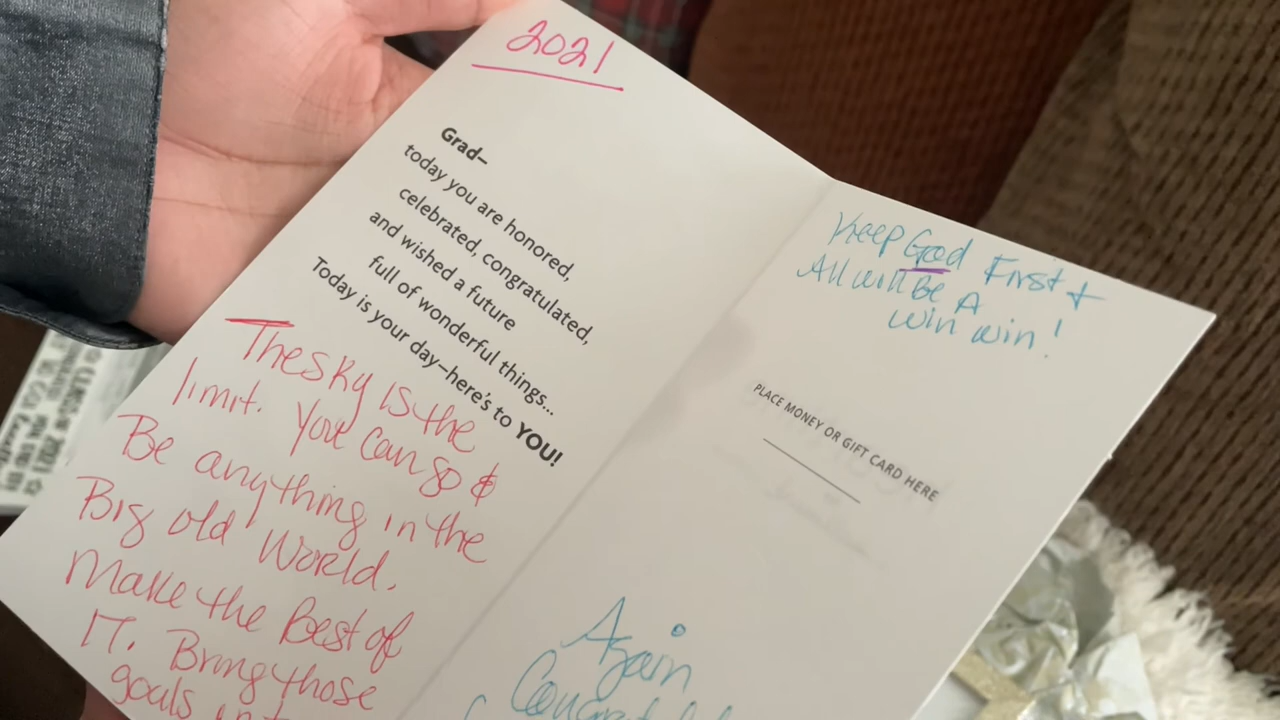 2021
Grad–
today you are honored,
celebrated, congratulated,
and wished a future
full of wonderful things...
Today is your day–here's to YOU!
The sky is the
limit. You can go &
Be anything in the
Big old World.
Make the Best of
IT. Bring those
goals
Keep God First +
All will Be A
win win!
PLACE MONEY OR GIFT CARD HERE
Again